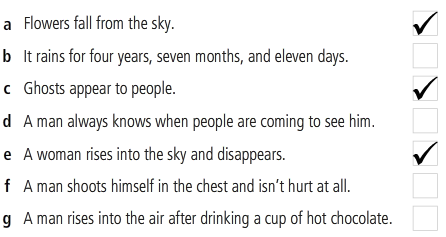 a Flowers fall from the sky.
b It rains for four years, seven months, and eleven days.
c Ghosts appear to people.
d A man always knows when people are coming to see him.
e A woman rises into the sky and disappears.
f A man shoots himself in the chest and isn't hurt at all.
g A man rises into the air after drinking a cup of hot chocolate.